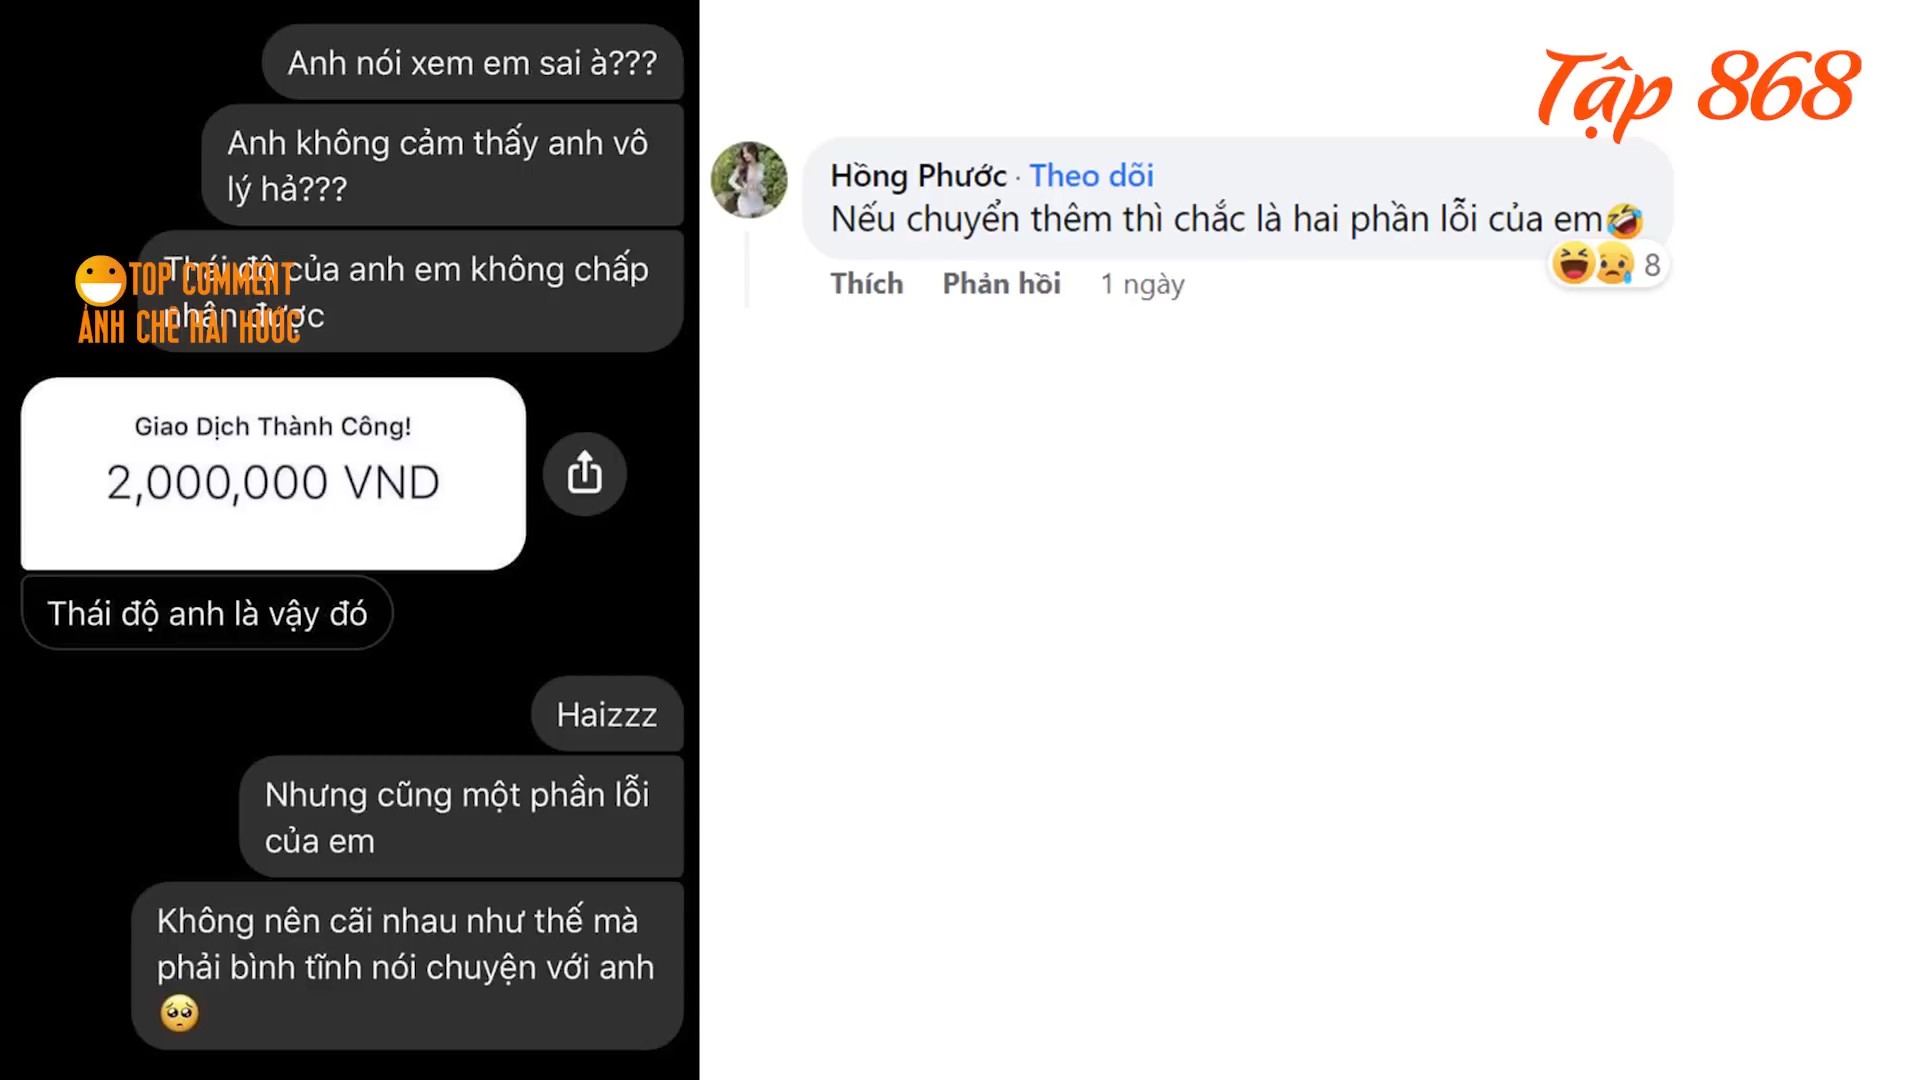 Anh nói xem em sai à???
Anh không cảm thấy anh vô
lý hả???
Thái độ của anh em không chấp
nhận được
TOP COMMENT
ẢNH CHẾ HÀI HƯỚC
Giao Dịch Thành Công!
2,000,000 VND
Thái độ anh là vậy đó
Haizzz
Nhưng cũng một phần lỗi
của em
Không nên cãi nhau như thế mà
phải bình tĩnh nói chuyện với anh
🥺
Tập 868
Hồng Phước · Theo dõi
Nếu chuyển thêm thì chắc là hai phần lỗi của em🤣
8
Thích Phản hồi 1 ngày